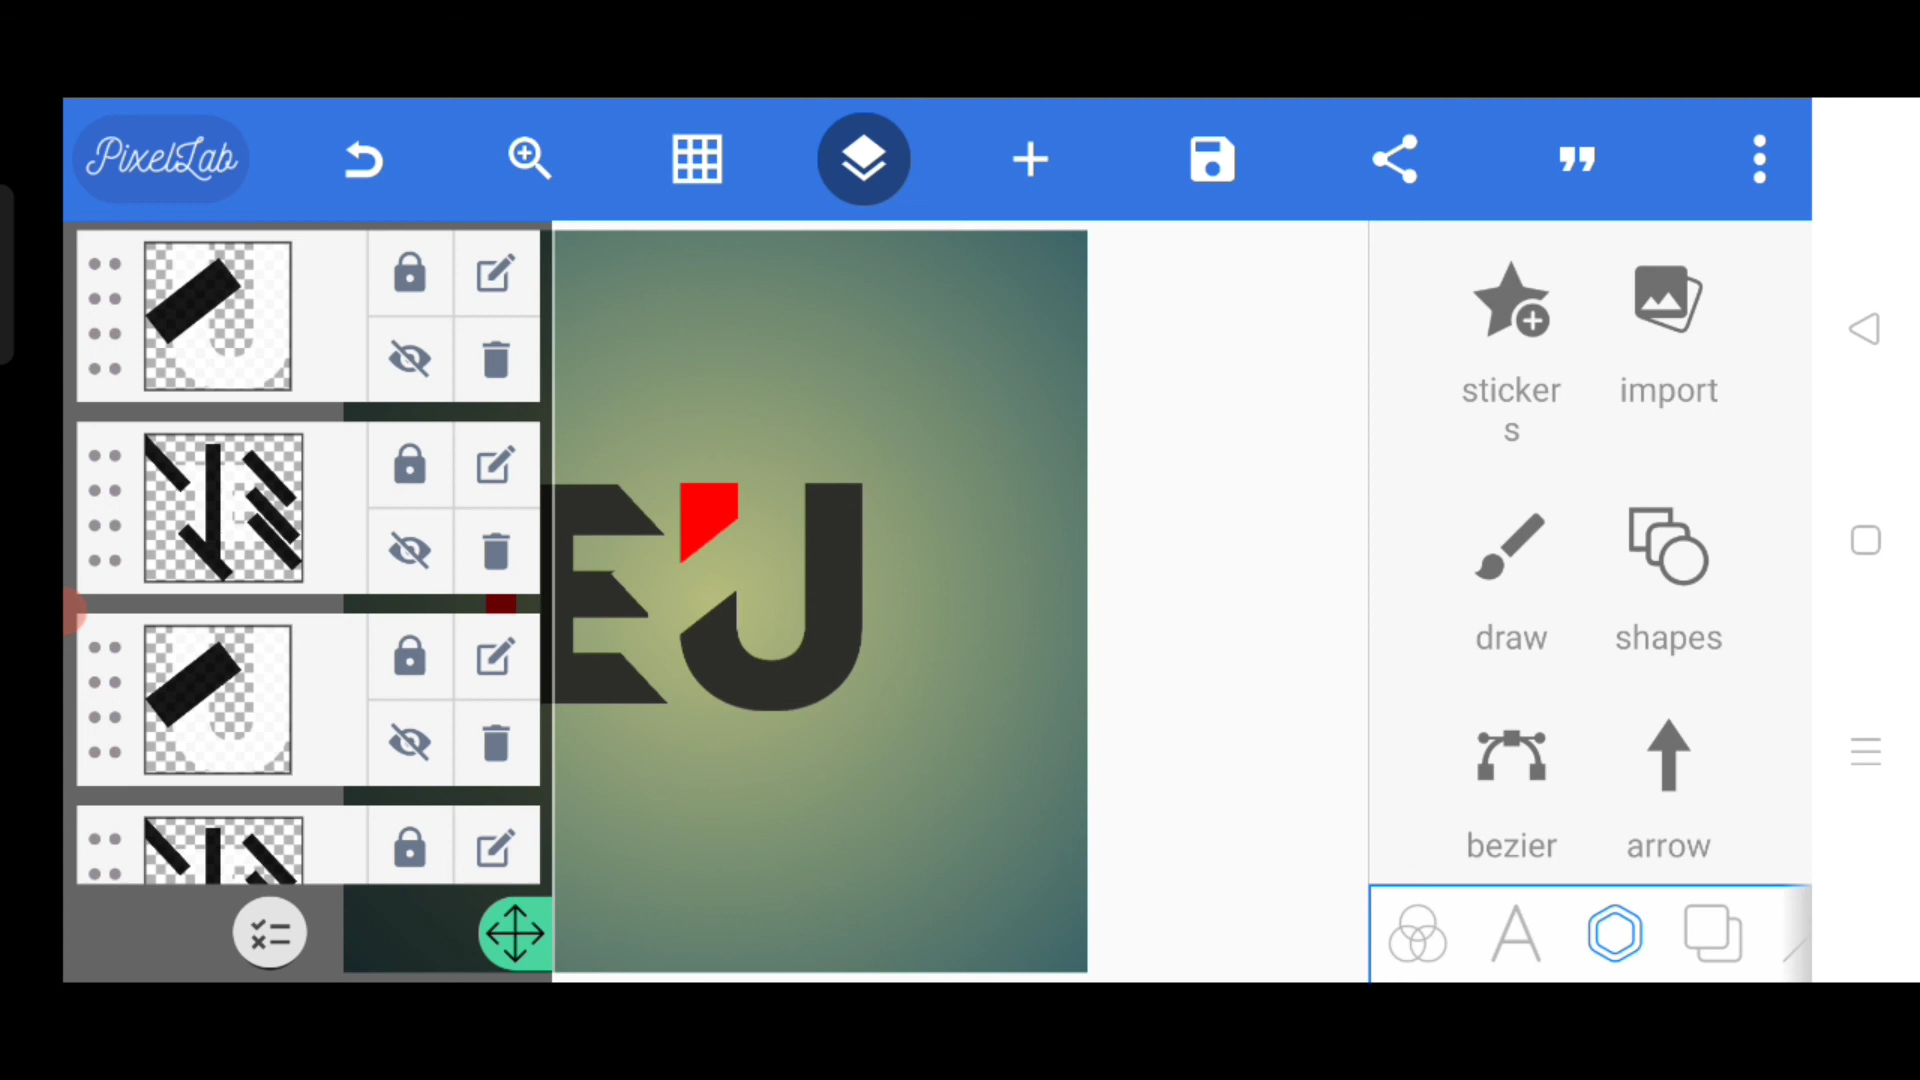 PixelLab
sticker
s
import
EJ
draw
shapes
bezier
arrow